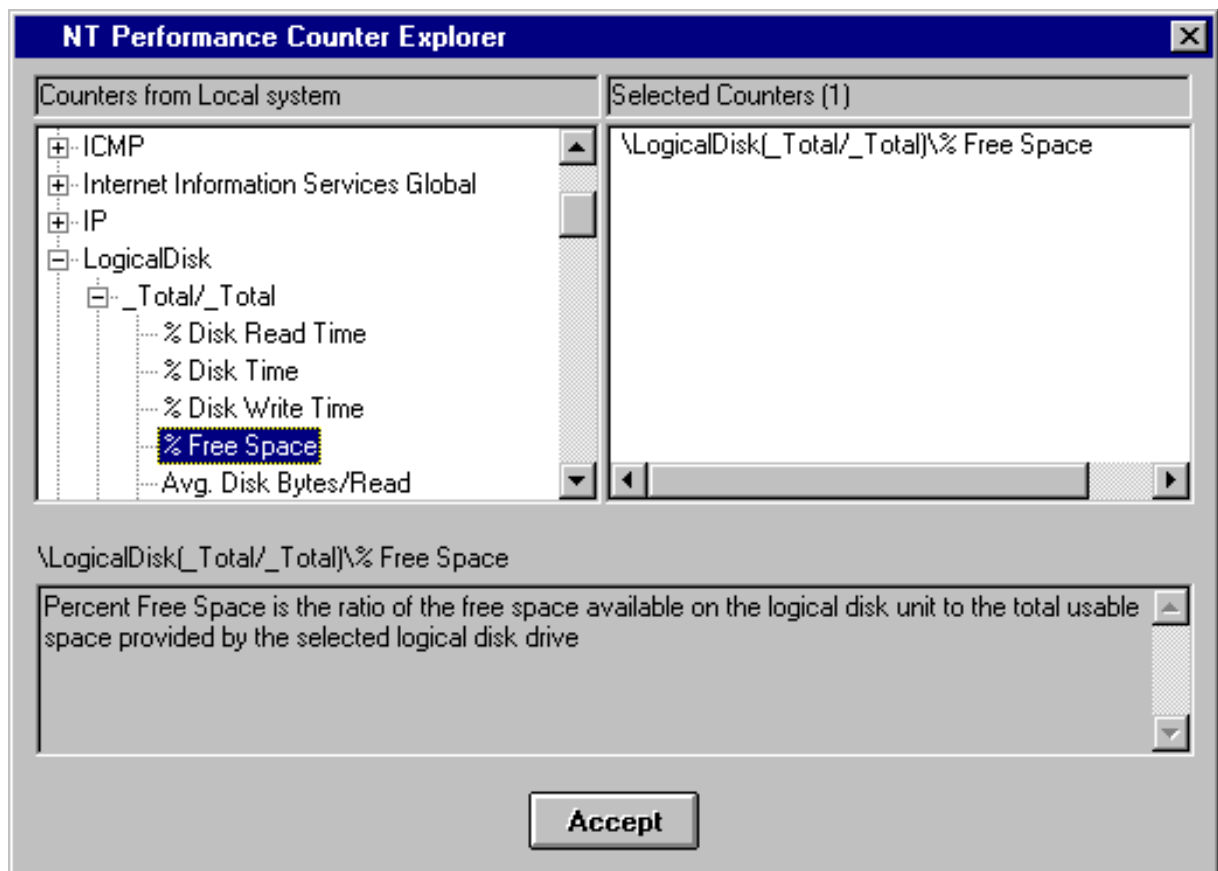 NT Performance Counter Explorer
Counters from Local system
Selected Counters (1)
ICMP
Internet Information Services Global
IP
LogicalDisk
_Total/_Total
% Disk Read Time
% Disk Time
% Disk Write Time
% Free Space
Avg. Disk Bytes/Read
\LogicalDisk(_Total/_Total)\% Free Space
\LogicalDisk(_Total/_Total)\% Free Space
Percent Free Space is the ratio of the free space available on the logical disk unit to the total usable
space provided by the selected logical disk drive
Accept